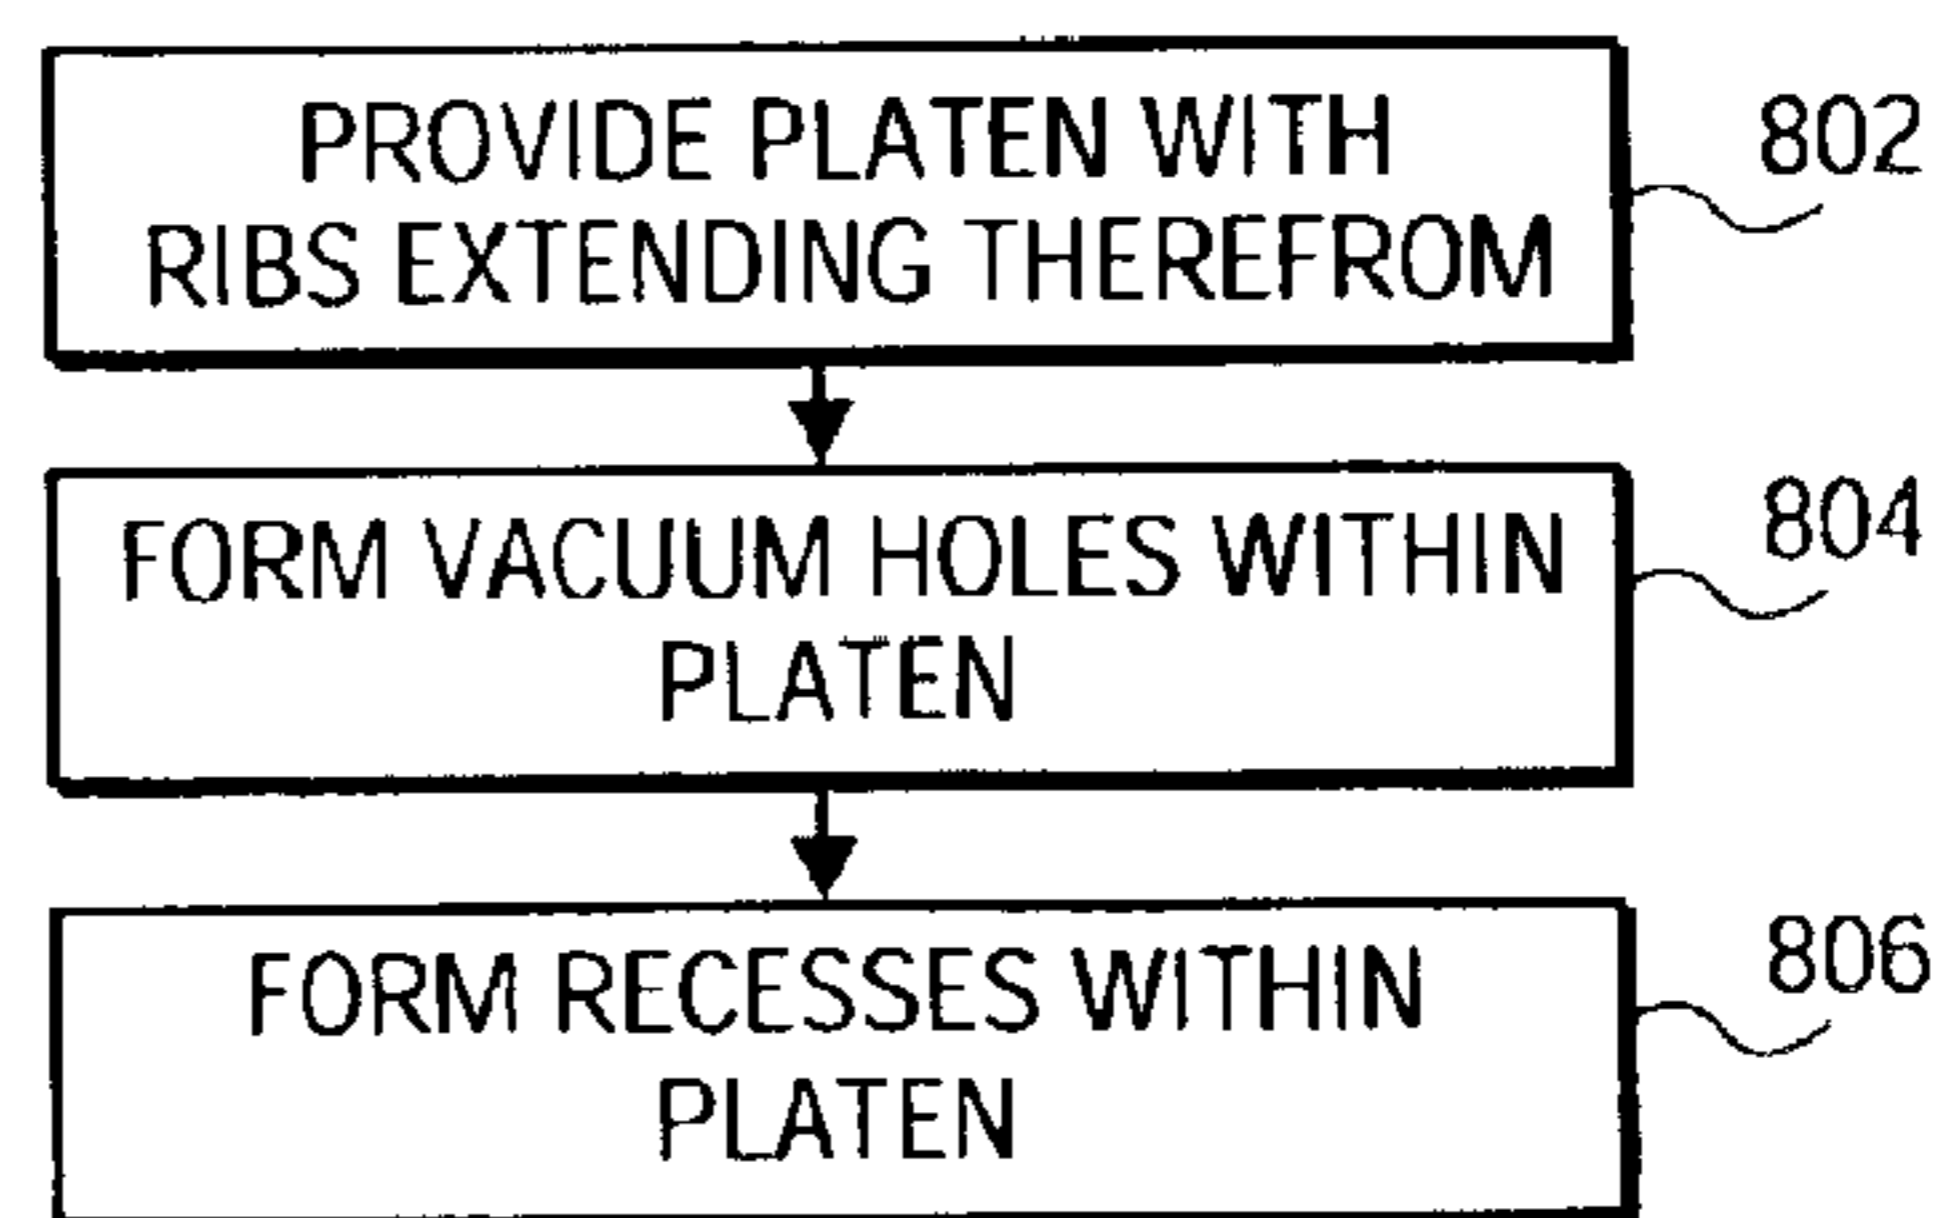 PROVIDE PLATEN WITH
RIBS EXTENDING THEREFROM
802
FORM VACUUM HOLES WITHIN
PLATEN
804
FORM RECESSES WITHIN
PLATEN
806